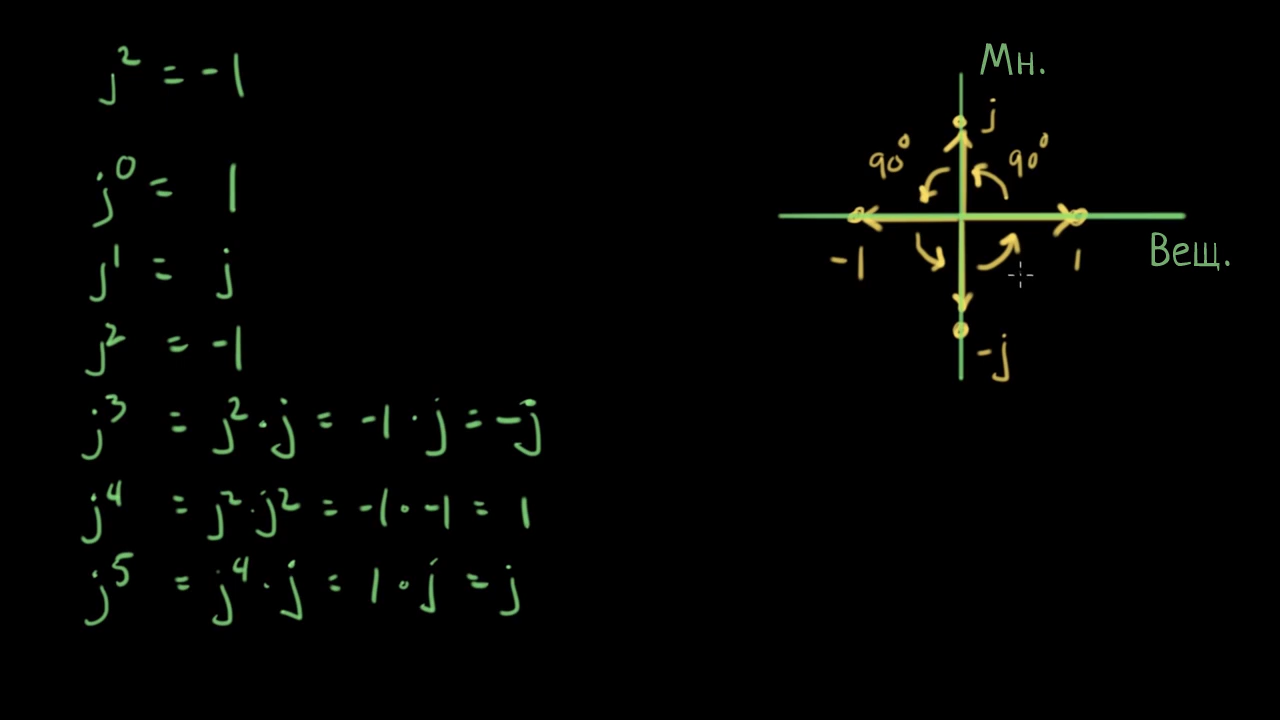 j² = -1
j⁰ = 1
j¹ = j
j² = -1
j³ = j² · j = -1 · j = -j
j⁴ = j² · j² = -1 · -1 = 1
j⁵ = j⁴ · j = 1 · j = j
Мн.
j
90° 90°
-1 1
Вещ.
-j